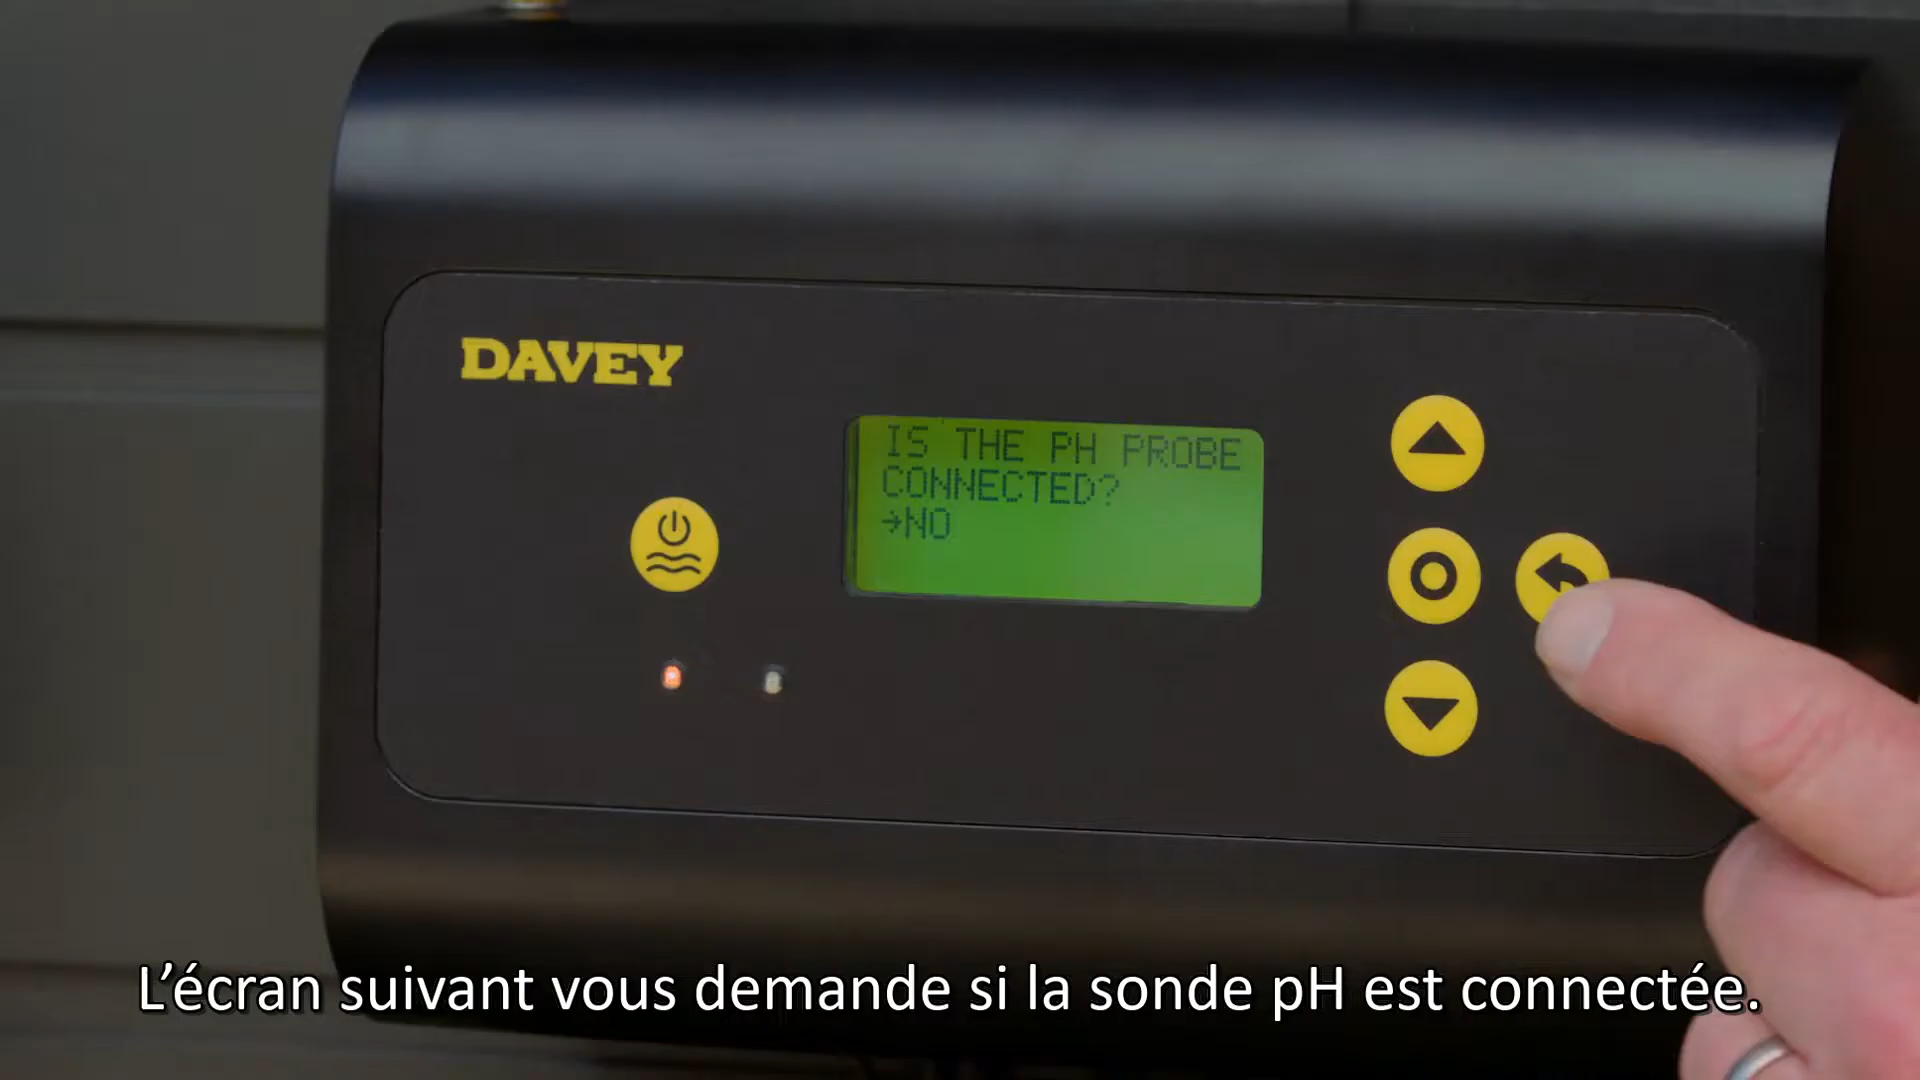 DAVEY
IS THE PH PROBE
CONNECTED?
→NO
L’écran suivant vous demande si la sonde pH est connectée.